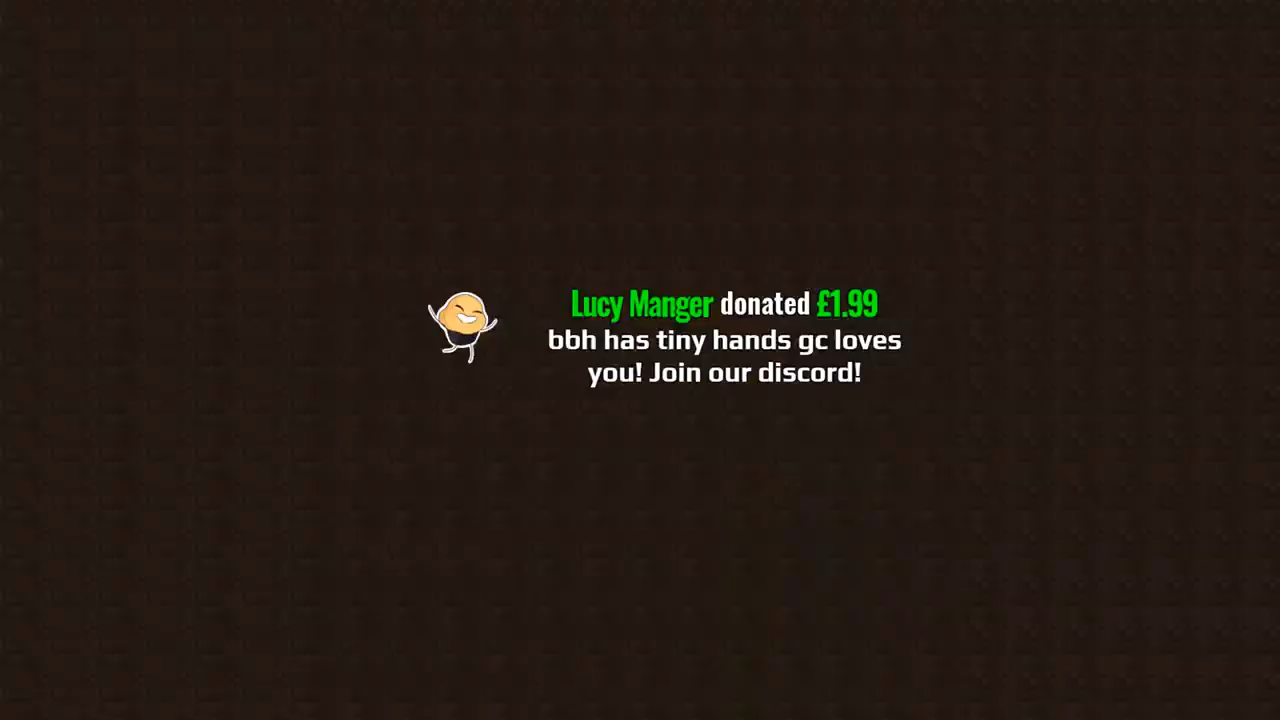 Lucy Manger donated £1.99
bbh has tiny hands gc loves
you! Join our discord!